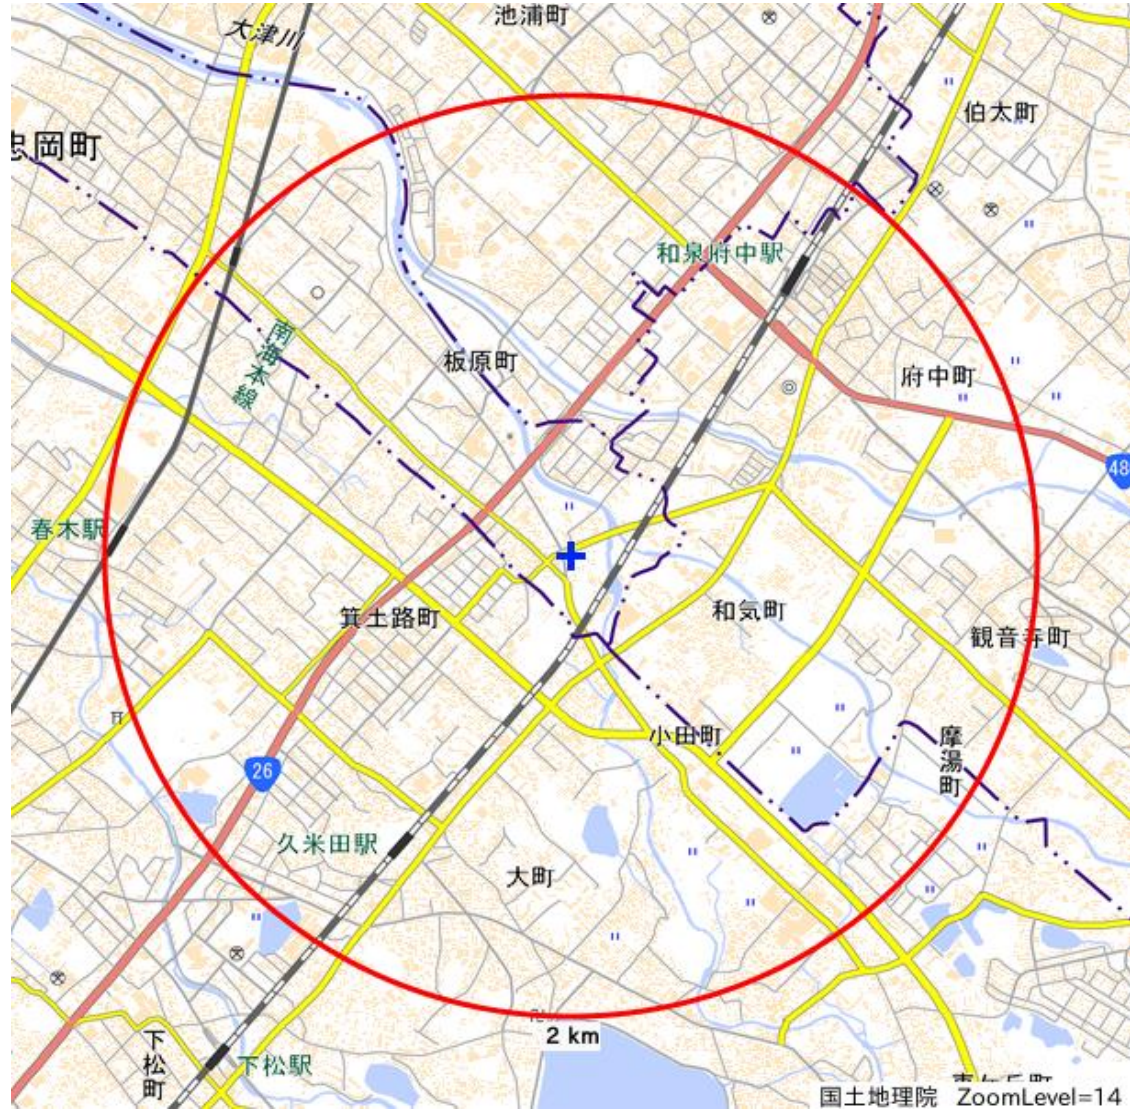 池浦町
大津川
伯太町
忠岡町
和泉府中駅
南海本線
板原町
府中町
48
春木駅
和気町
箕土路町
観音寺町
小田町
摩湯町
26
久米田駅
大町
2 km
下松町
下松駅
国土地理院 ZoomLevel=14